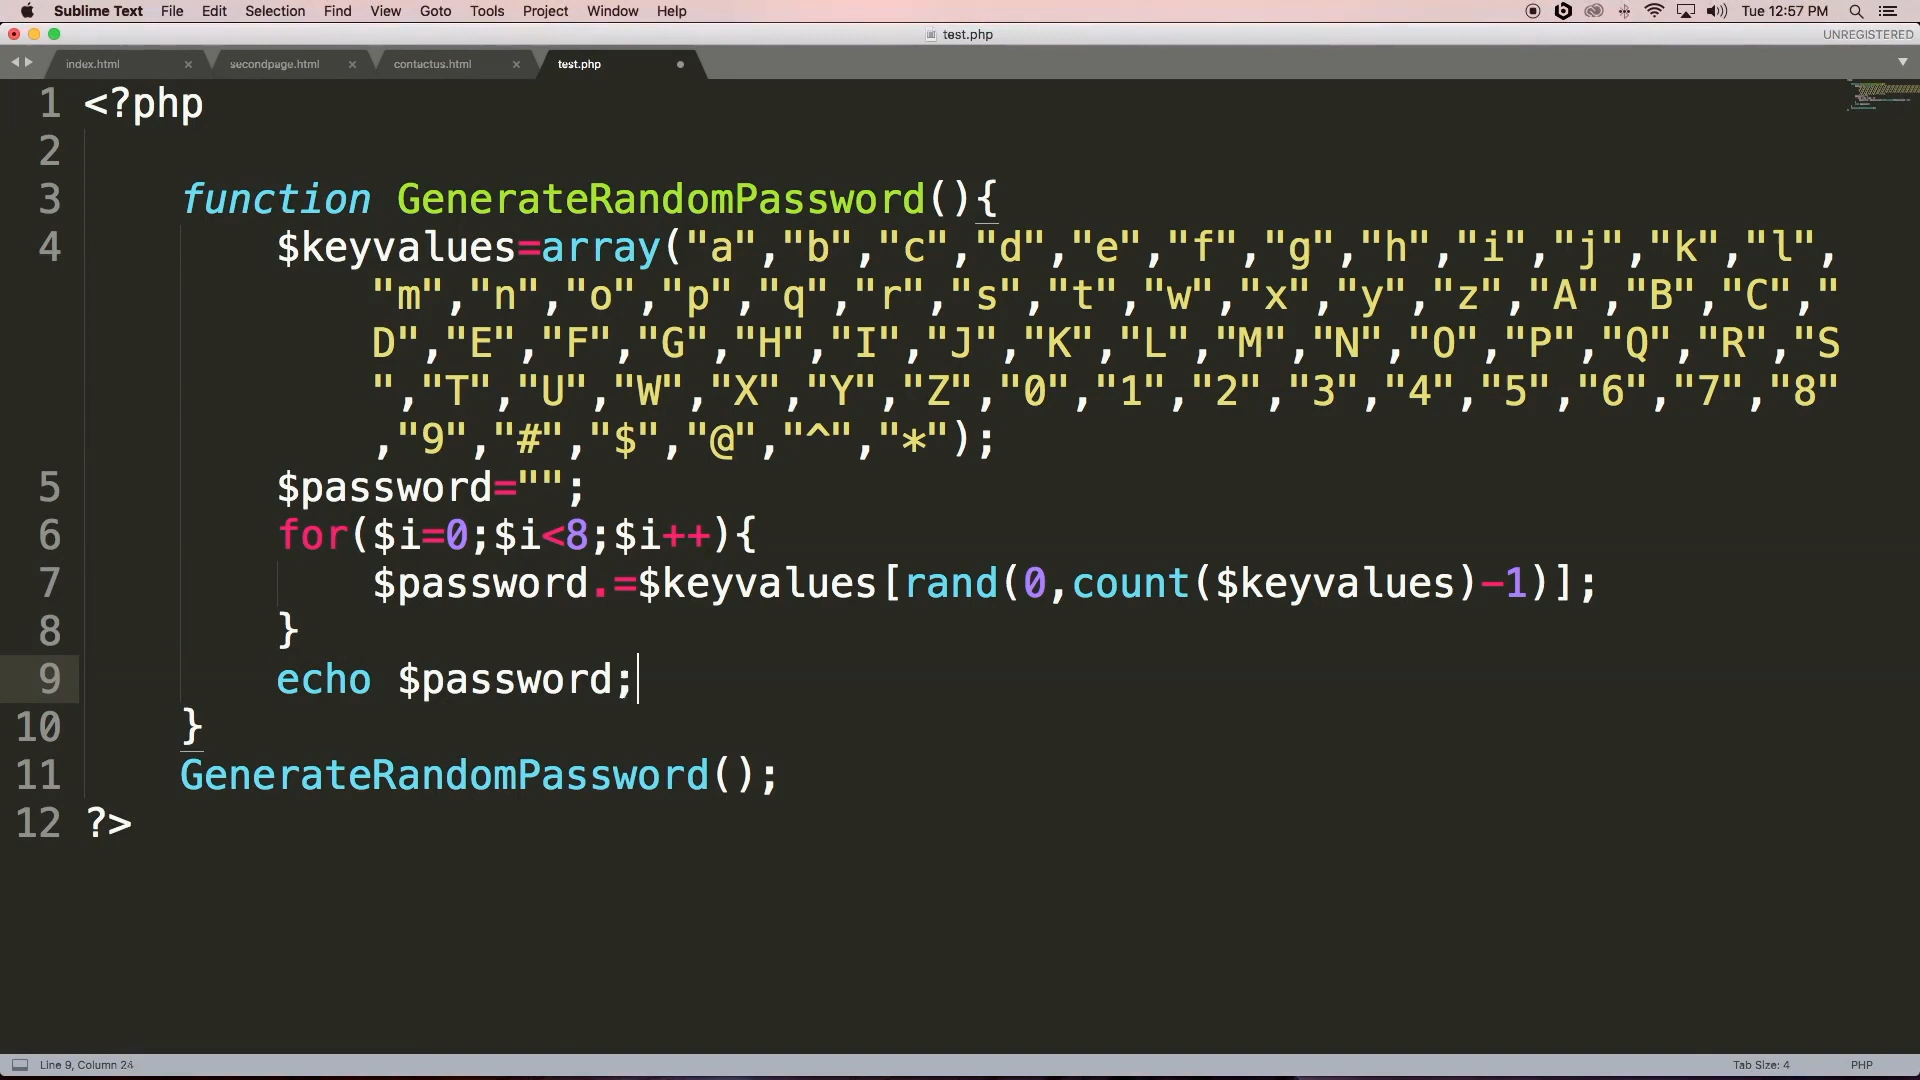 Sublime Text File Edit Selection Find View Goto Tools Project Window Help Tue 12:57 PM
test.php UNREGISTERED
index.html secondpage.html contactus.html test.php
1 <?php
2
3 function GenerateRandomPassword(){
4 $keyvalues=array("a","b","c","d","e","f","g","h","i","j","k","l",
"m","n","o","p","q","r","s","t","w","x","y","z","A","B","C","
D","E","F","G","H","I","J","K","L","M","N","O","P","Q","R","S
","T","U","W","X","Y","Z","0","1","2","3","4","5","6","7","8"
,"9","#","$","@","^","*");
5 $password="";
6 for($i=0;$i<8;$i++){
7 $password.=$keyvalues[rand(0,count($keyvalues)-1)];
8 }
9 echo $password;
10 }
11 GenerateRandomPassword();
12 ?>
Line 9, Column 24 Tab Size: 4 PHP